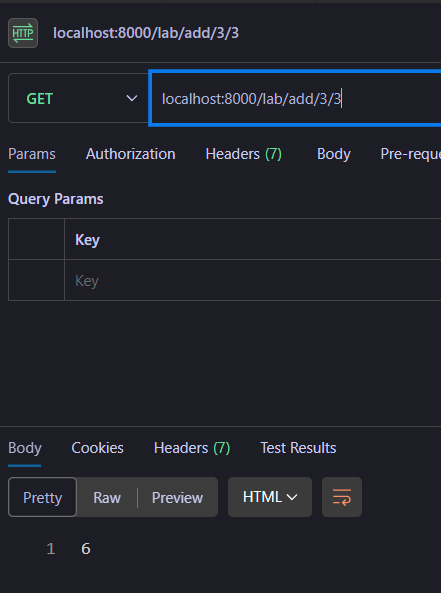 HTTP localhost:8000/lab/add/3/3
GET localhost:8000/lab/add/3/3
Params Authorization Headers (7) Body Pre-reque
Query Params
Key
Key
Body Cookies Headers (7) Test Results
Pretty Raw Preview HTML
1 6